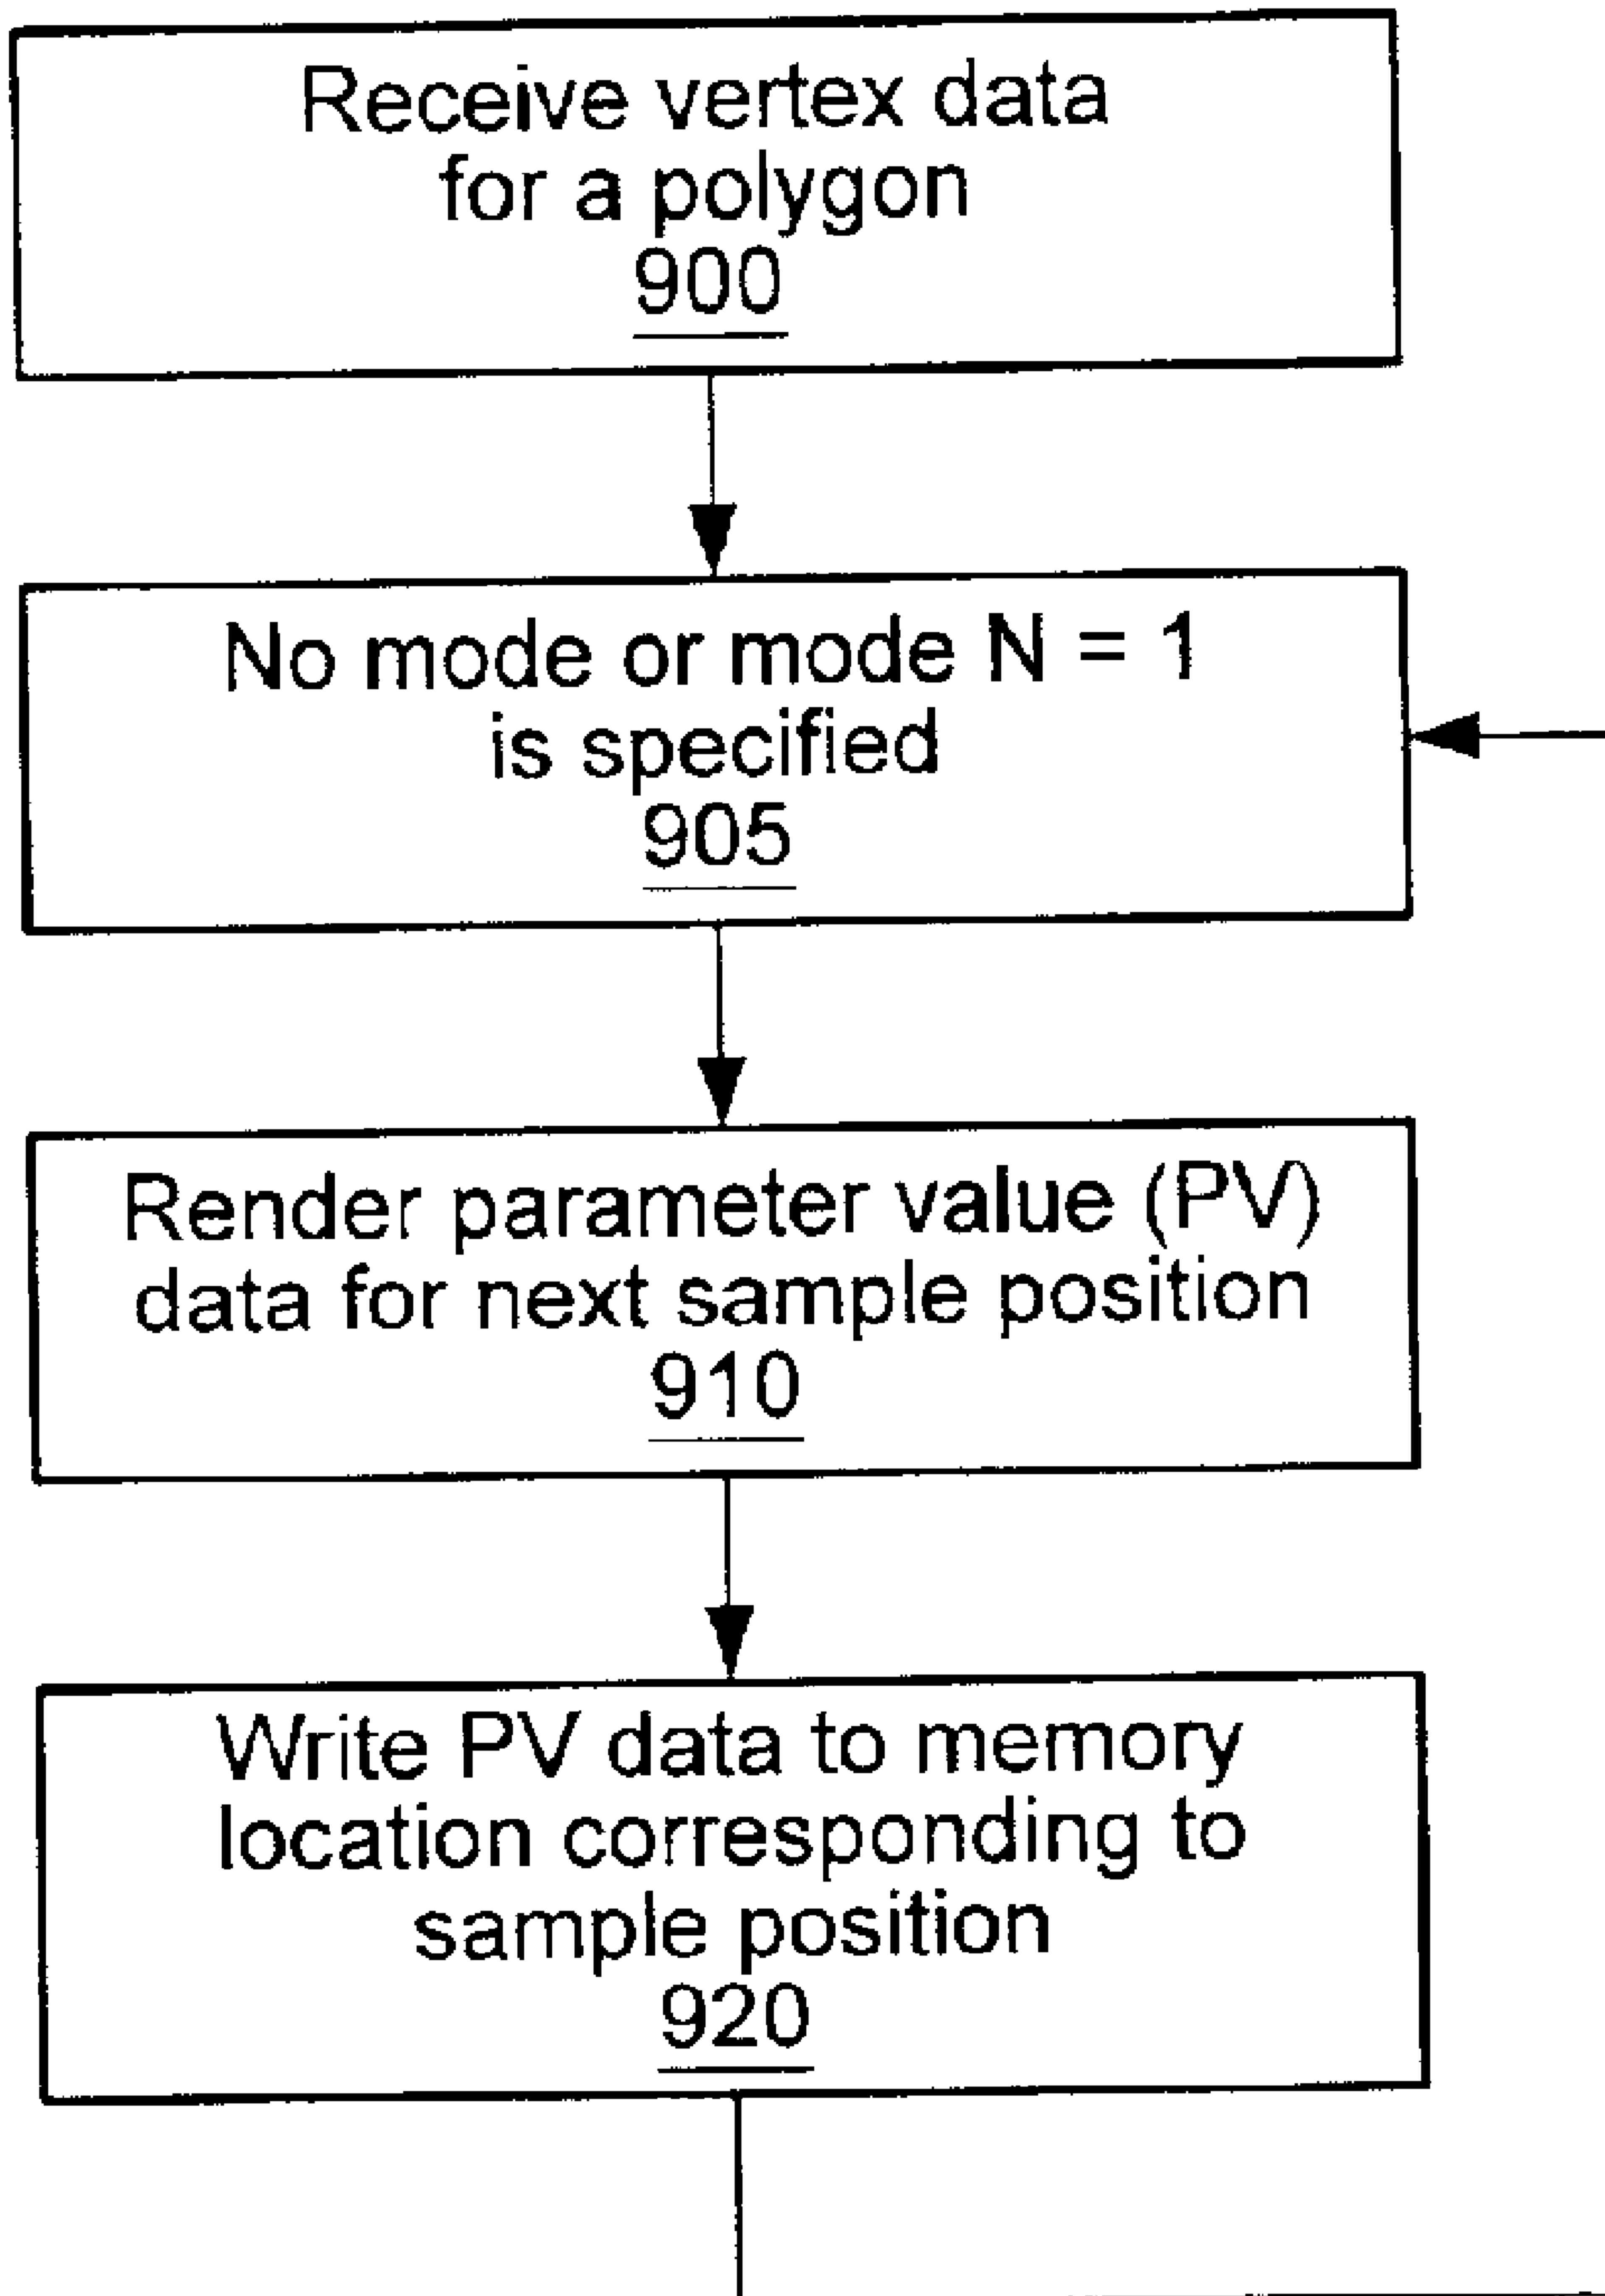 Receive vertex data
for a polygon
900
No mode or mode N = 1
is specified
905
Render parameter value (PV)
data for next sample position
910
Write PV data to memory
location corresponding to
sample position
920